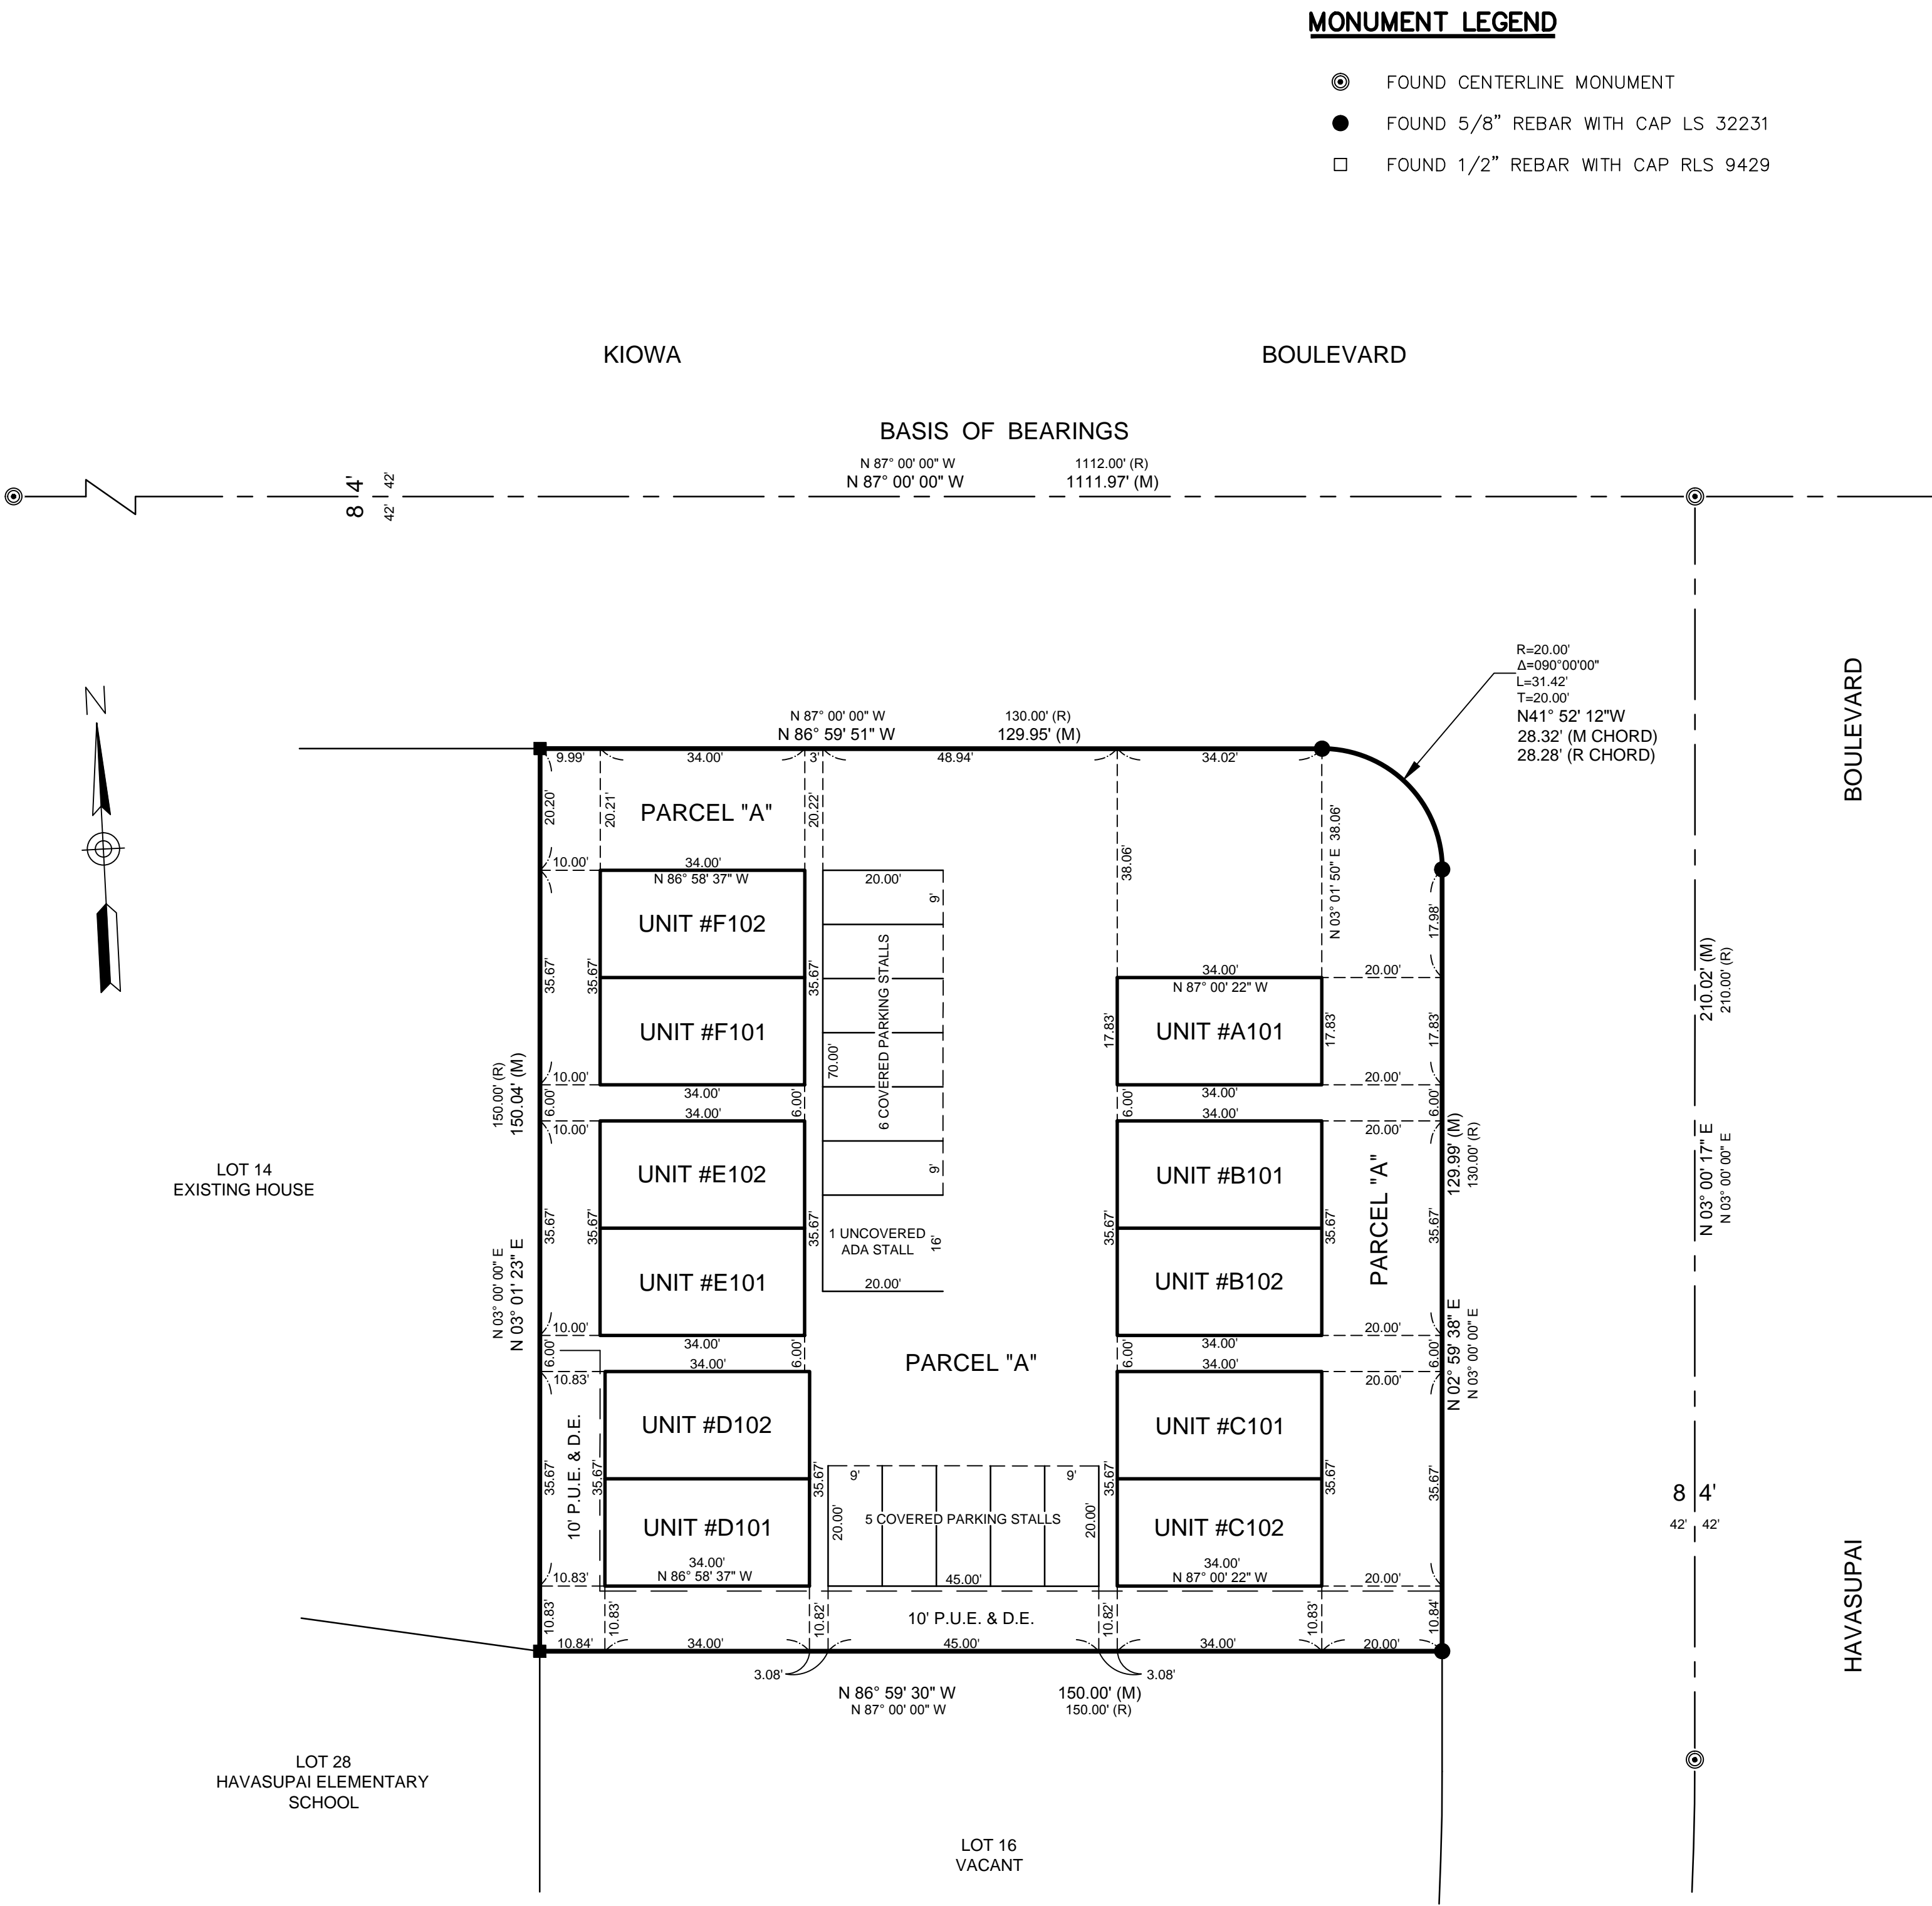 MONUMENT LEGEND
FOUND CENTERLINE MONUMENT
FOUND 5/8" REBAR WITH CAP LS 32231
FOUND 1/2" REBAR WITH CAP RLS 9429
KIOWA BOULEVARD
BASIS OF BEARINGS
N 87° 00' 00" W 1112.00' (R)
N 87° 00' 00" W 1111.97' (M)
8 4'
42' 42'
N
R=20.00'
Δ=090°00'00"
L=31.42'
T=20.00'
N41° 52' 12"W
28.32' (M CHORD)
28.28' (R CHORD)
BOULEVARD
N 87° 00' 00" W 130.00' (R)
N 86° 59' 51" W 129.95' (M)
9.99' 34.00' 3' 48.94' 34.02'
20.20'
20.21'
PARCEL "A"
20.22'
38.06'
N 03° 01' 50" E 38.06'
10.00'
34.00'
N 86° 58' 37" W
20.00'
9'
17.98'
UNIT #F102
35.67'
35.67'
35.67'
6 COVERED PARKING STALLS
70.00'
9'
210.02' (M)
210.00' (R)
34.00'
N 87° 00' 22" W
20.00'
UNIT #F101
UNIT #A101
17.83'
17.83'
17.83'
10.00'
34.00'
6.00'
6.00'
34.00'
10.00'
34.00'
20.00'
6.00'
6.00'
34.00'
20.00'
150.00' (R)
150.04' (M)
129.99' (M)
130.00' (R)
N 03° 00' 17" E
N 03° 00' 00" E
LOT 14
EXISTING HOUSE
UNIT #E102
UNIT #B101
PARCEL "A"
35.67'
35.67'
35.67'
1 UNCOVERED
ADA STALL
16'
20.00'
35.67'
35.67'
35.67'
UNIT #E101
UNIT #B102
N 03° 00' 00" E
N 03° 01' 23" E
N 02° 59' 38" E
N 03° 00' 00" E
10.00'
34.00'
6.00'
6.00'
34.00'
10.83'
PARCEL "A"
34.00'
20.00'
6.00'
6.00'
34.00'
20.00'
UNIT #D102
UNIT #C101
10' P.U.E. & D.E.
35.67'
35.67'
35.67'
9' 9'
20.00'
5 COVERED PARKING STALLS
20.00'
45.00'
35.67'
35.67'
35.67'
8 4'
42' 42'
UNIT #D101
34.00'
N 86° 58' 37" W
UNIT #C102
34.00'
N 87° 00' 22" W
10.83'
20.00'
HAVASUPAI
10.83'
10.83'
10.82'
10' P.U.E. & D.E.
10.82'
10.83'
10.84'
10.84' 34.00' 45.00' 34.00' 20.00'
3.08' 3.08'
N 86° 59' 30" W 150.00' (M)
N 87° 00' 00" W 150.00' (R)
LOT 28
HAVASUPAI ELEMENTARY
SCHOOL
LOT 16
VACANT